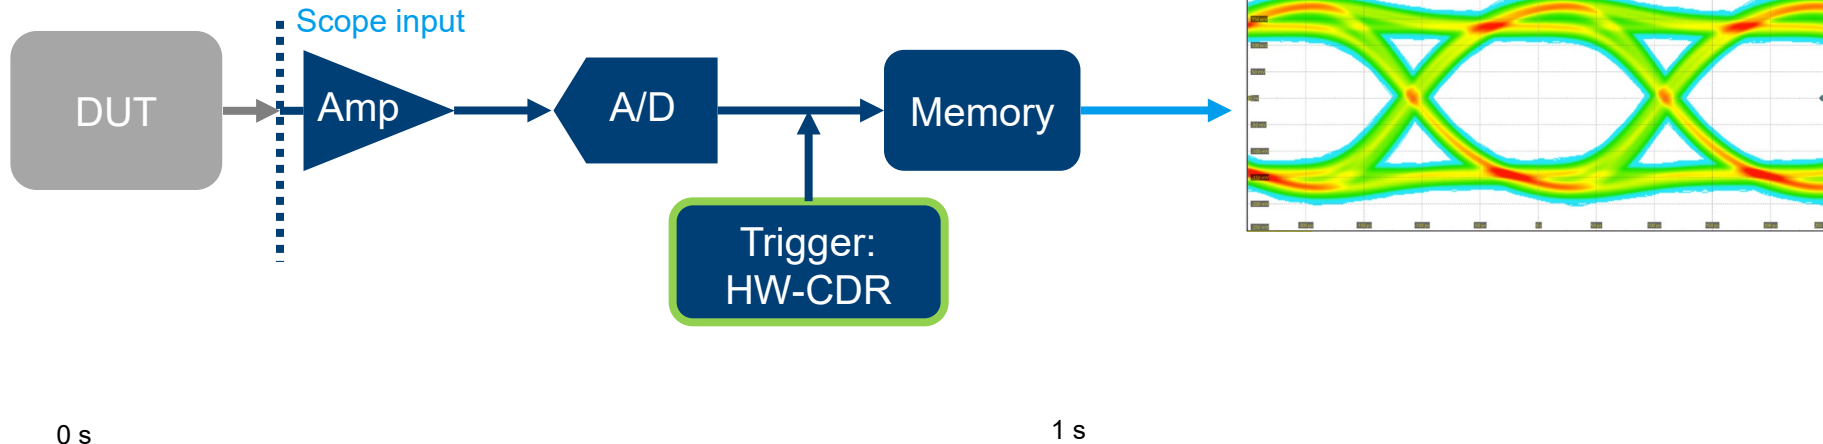 Scope input
DUT
Amp
A/D
Memory
Trigger:
HW-CDR
0 s
1 s